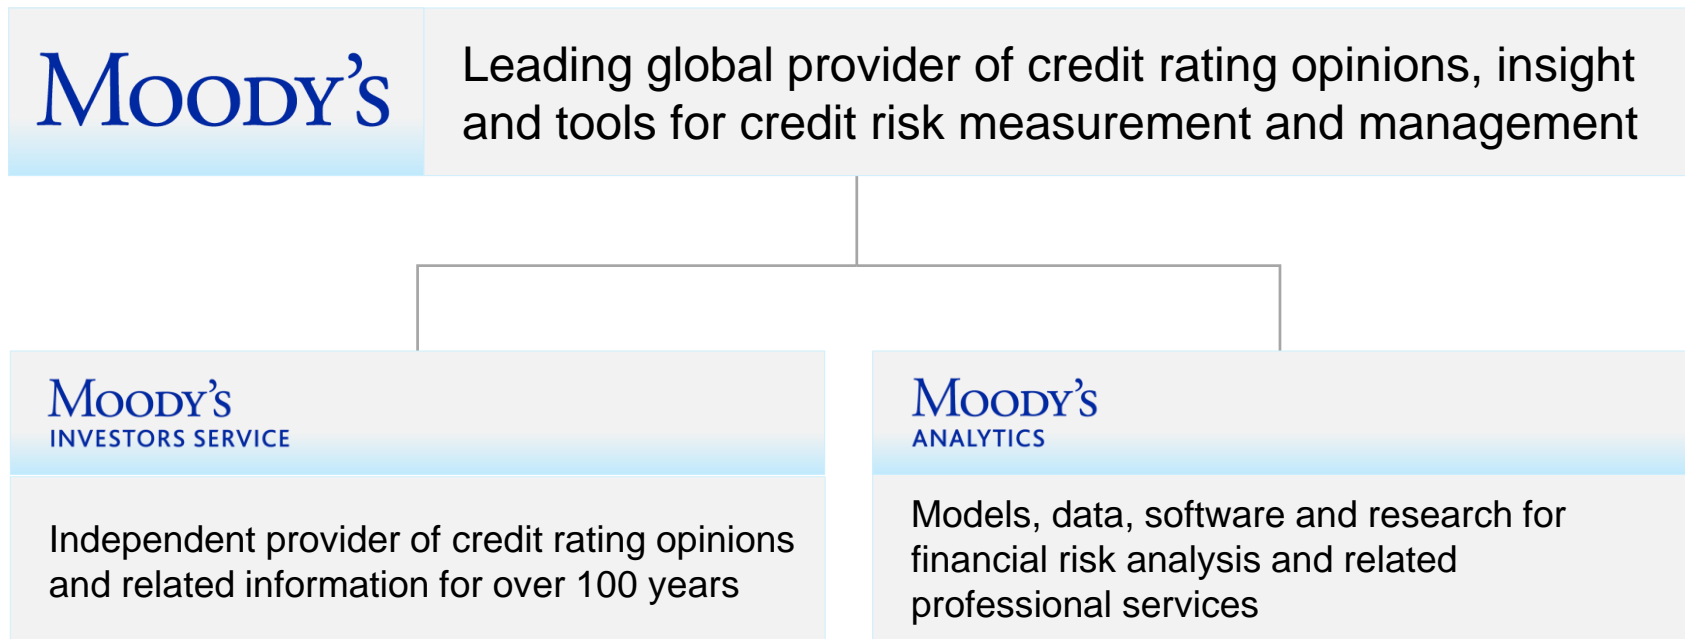 MOODY'S
Leading global provider of credit rating opinions, insight
and tools for credit risk measurement and management
MOODY'S
INVESTORS SERVICE
Independent provider of credit rating opinions
and related information for over 100 years
MOODY'S
ANALYTICS
Models, data, software and research for
financial risk analysis and related
professional services